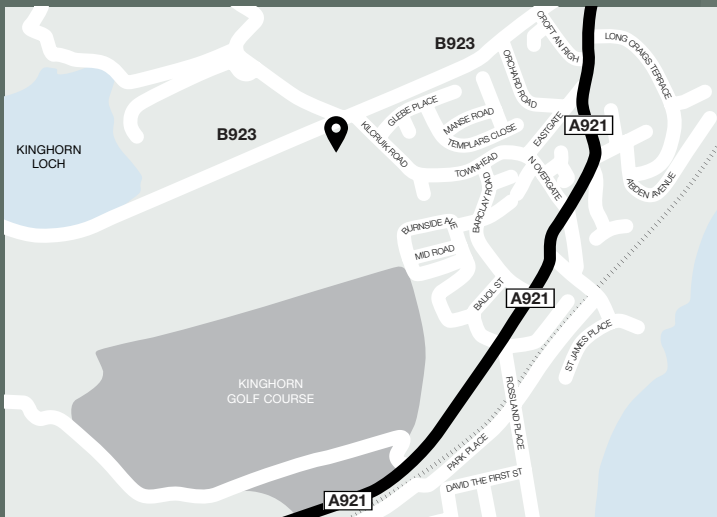 B923
CROFT AN RIGH
LONG CRAIGS TERRACE
ORCHARD ROAD
GLEBE PLACE
MANSE ROAD
A921
B923
KILCRUIK ROAD
TEMPLARS CLOSE
EASTGATE
KINGHORN
LOCH
TOWNHEAD
N OVERGATE
ABDEN AVENUE
BARCLAY ROAD
BURNSIDE AVE
MID ROAD
BALIOL ST
A921
ST JAMES PLACE
KINGHORN
GOLF COURSE
ROSSLAND PLACE
PARK PLACE
DAVID THE FIRST ST
A921